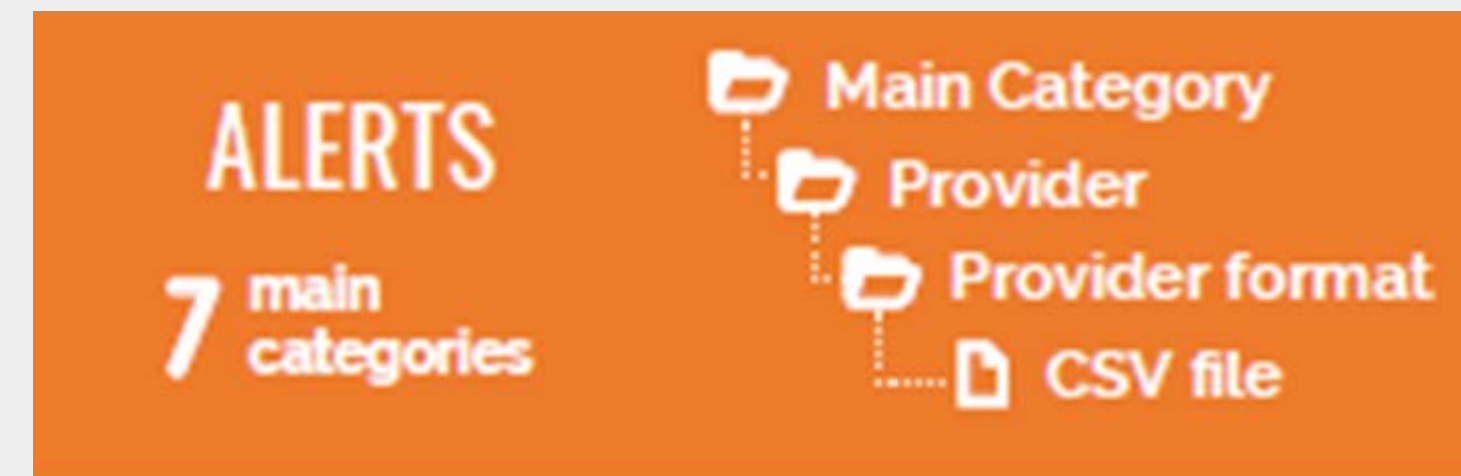 ALERTS
7 main
categories
Main Category
Provider
Provider format
CSV file